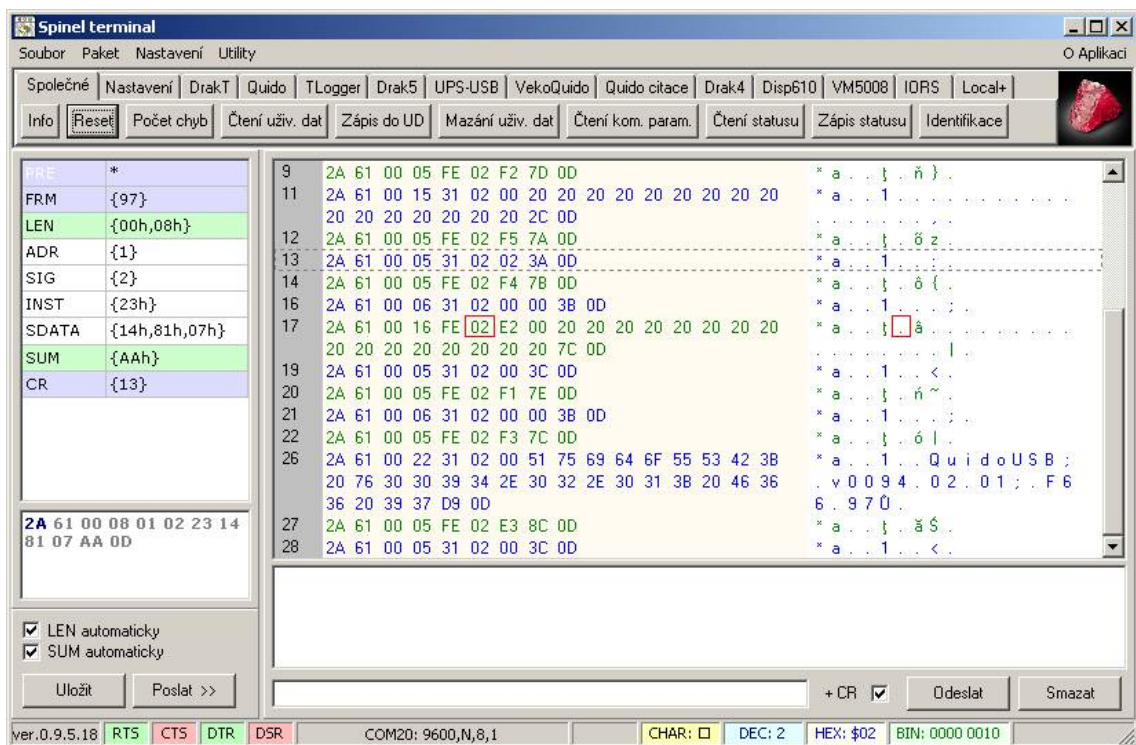 Spinel terminal
Soubor Paket Nastavení Utility O Aplikaci
Společné Nastavení DrakT Quido TLogger Drak5 UPS-USB VekoQuido Quido citace Drak4 Disp610 VM5008 IORS Local+
Info Reset Počet chyb Čtení uživ. dat Zápis do UD Mazání uživ. dat Čtení kom. param. Čtení statusu Zápis statusu Identifikace
PRE *
FRM {97}
LEN {00h,08h}
ADR {1}
SIG {2}
INST {23h}
SDATA {14h,81h,07h}
SUM {AAh}
CR {13}
2A 61 00 08 01 02 23 14
81 07 AA 0D
LEN automaticky
SUM automaticky
Uložit Poslat >>
9 2A 61 00 05 FE 02 F2 7D 0D * a . . ţ . ň } .
11 2A 61 00 15 31 02 00 20 20 20 20 20 20 20 20 20 * a . . 1 . . . . . . . . . . .
20 20 20 20 20 20 20 2C 0D . . . . . . . , .
12 2A 61 00 05 FE 02 F5 7A 0D * a . . ţ . ő z .
13 2A 61 00 05 31 02 02 3A 0D * a . . 1 . . : .
14 2A 61 00 05 FE 02 F4 7B 0D * a . . ţ . ô { .
16 2A 61 00 06 31 02 00 00 3B 0D * a . . 1 . . . ; .
17 2A 61 00 16 FE 02 E2 00 20 20 20 20 20 20 20 20 * a . . ţ . â . . . . . . . . .
20 20 20 20 20 20 20 20 7C 0D . . . . . . . . | .
19 2A 61 00 05 31 02 00 3C 0D * a . . 1 . . < .
20 2A 61 00 05 FE 02 F1 7E 0D * a . . ţ . ń ~ .
21 2A 61 00 06 31 02 00 00 3B 0D * a . . 1 . . . ; .
22 2A 61 00 05 FE 02 F3 7C 0D * a . . ţ . ó | .
26 2A 61 00 22 31 02 00 51 75 69 64 6F 55 53 42 3B * a . . 1 . . Q u i d o U S B ;
20 76 30 30 39 34 2E 30 32 2E 30 31 3B 20 46 36 . v 0 0 9 4 . 0 2 . 0 1 ; . F 6
36 20 39 37 D9 0D 6 . 9 7 Ů .
27 2A 61 00 05 FE 02 E3 8C 0D * a . . ţ . ă Ś .
28 2A 61 00 05 31 02 00 3C 0D * a . . 1 . . < .
+ CR Odeslat Smazat
ver.0.9.5.18 RTS CTS DTR DSR COM20: 9600,N,8,1 CHAR: □ DEC: 2 HEX: $02 BIN: 0000 0010